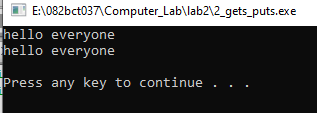 E:\082bct037\Computer_Lab\lab2\2_gets_puts.exe
hello everyone
hello everyone
Press any key to continue . . .